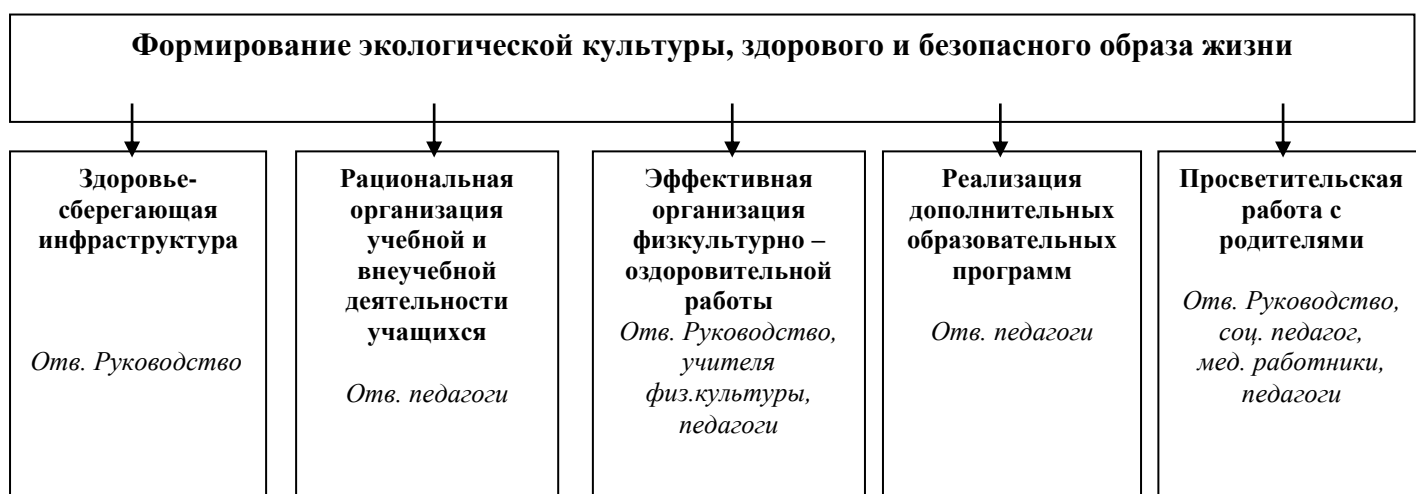 Формирование экологической культуры, здорового и безопасного образа жизни
Здоровье-
сберегающая
инфраструктура
Отв. Руководство
Рациональная
организация
учебной и
внеучебной
деятельности
учащихся
Отв. педагоги
Эффективная
организация
физкультурно –
оздоровительной
работы
Отв. Руководство,
учителя
физ.культуры,
педагоги
Реализация
дополнительных
образовательных
программ
Отв. педагоги
Просветительская
работа с
родителями
Отв. Руководство,
соц. педагог,
мед. работники,
педагоги